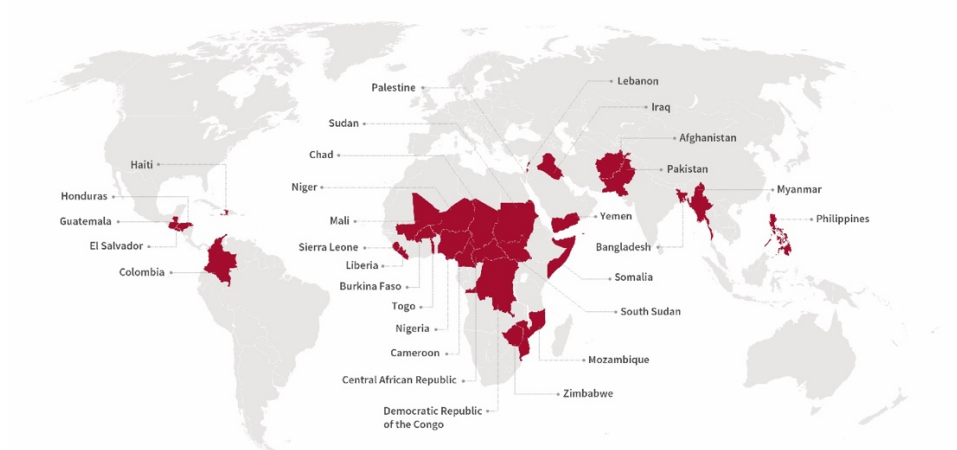 Palestine
Lebanon
Iraq
Sudan
Afghanistan
Chad
Haiti
Pakistan
Niger
Myanmar
Honduras
Yemen
Philippines
Guatemala
Mali
El Salvador
Sierra Leone
Bangladesh
Liberia
Colombia
Somalia
Burkina Faso
Togo
South Sudan
Nigeria
Cameroon
Mozambique
Central African Republic
Zimbabwe
Democratic Republic
of the Congo